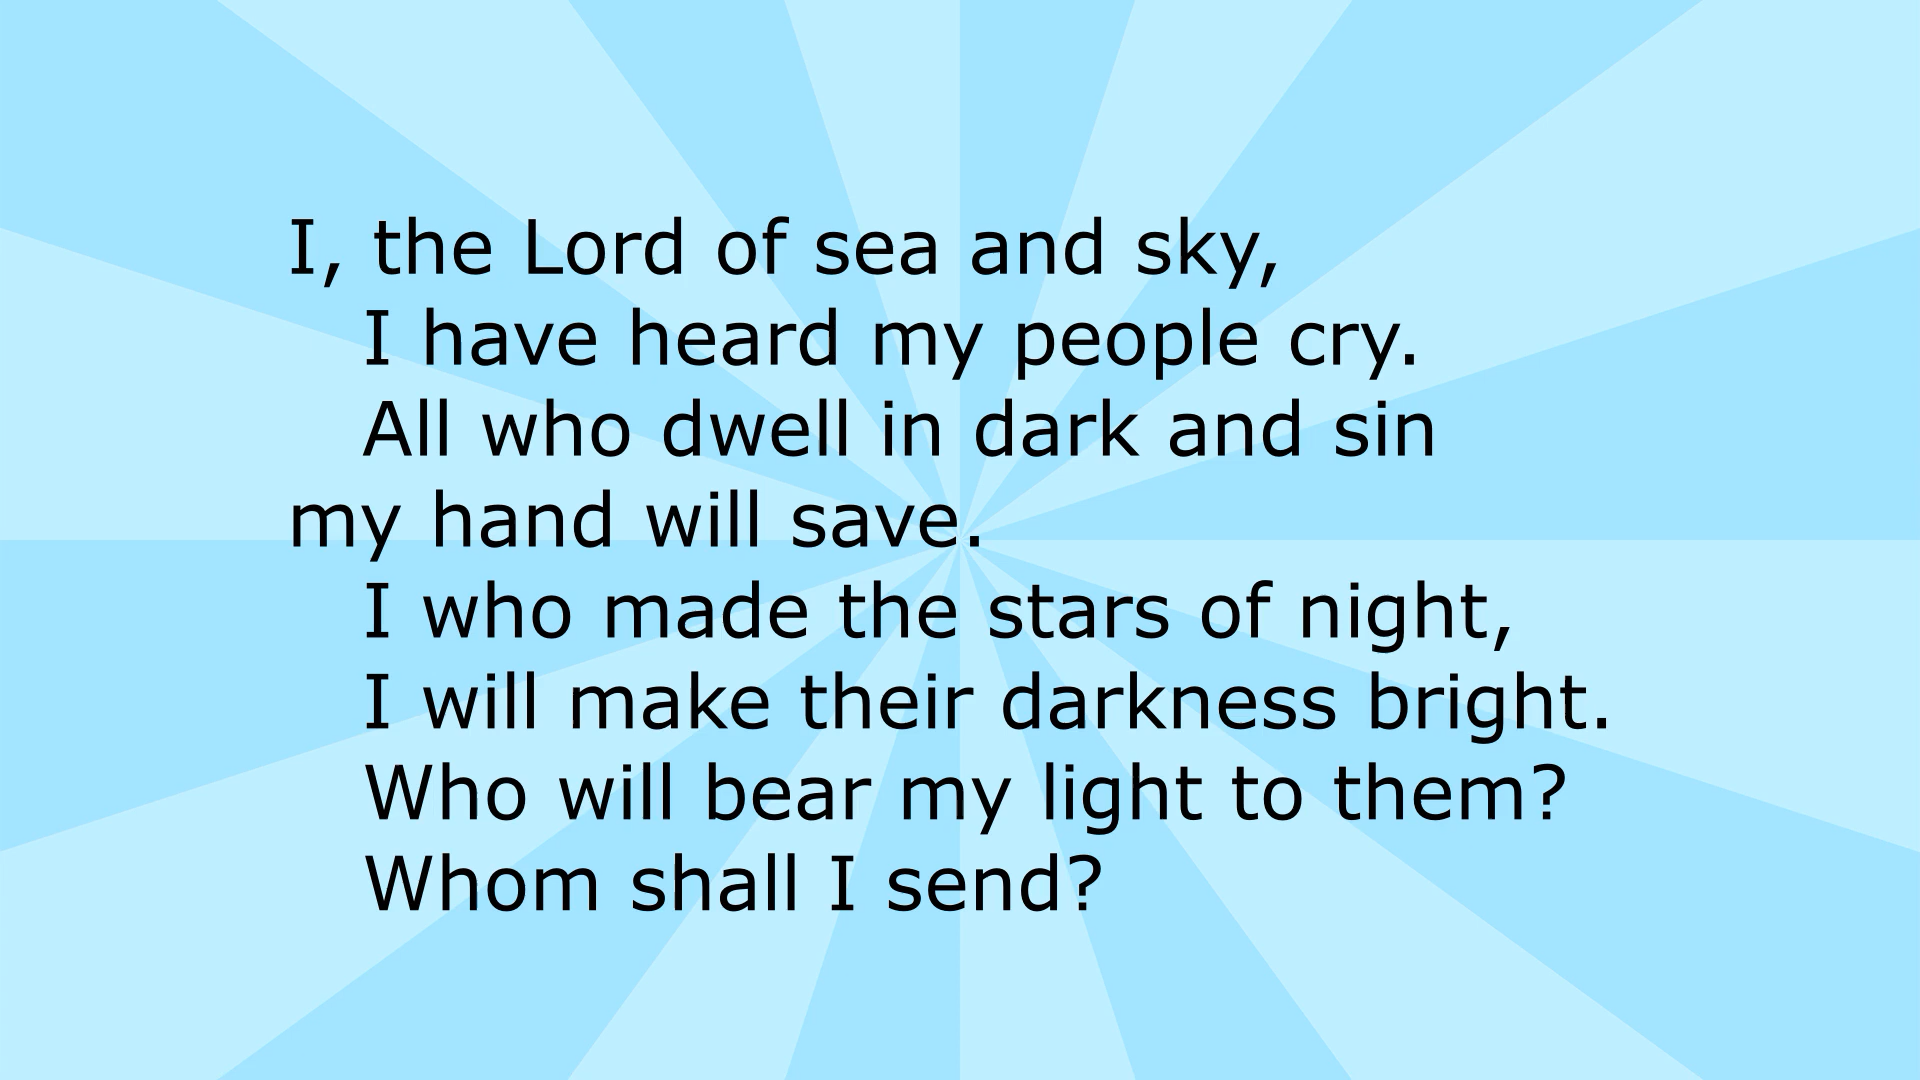 I, the Lord of sea and sky,
I have heard my people cry.
All who dwell in dark and sin
my hand will save.
I who made the stars of night,
I will make their darkness bright.
Who will bear my light to them?
Whom shall I send?